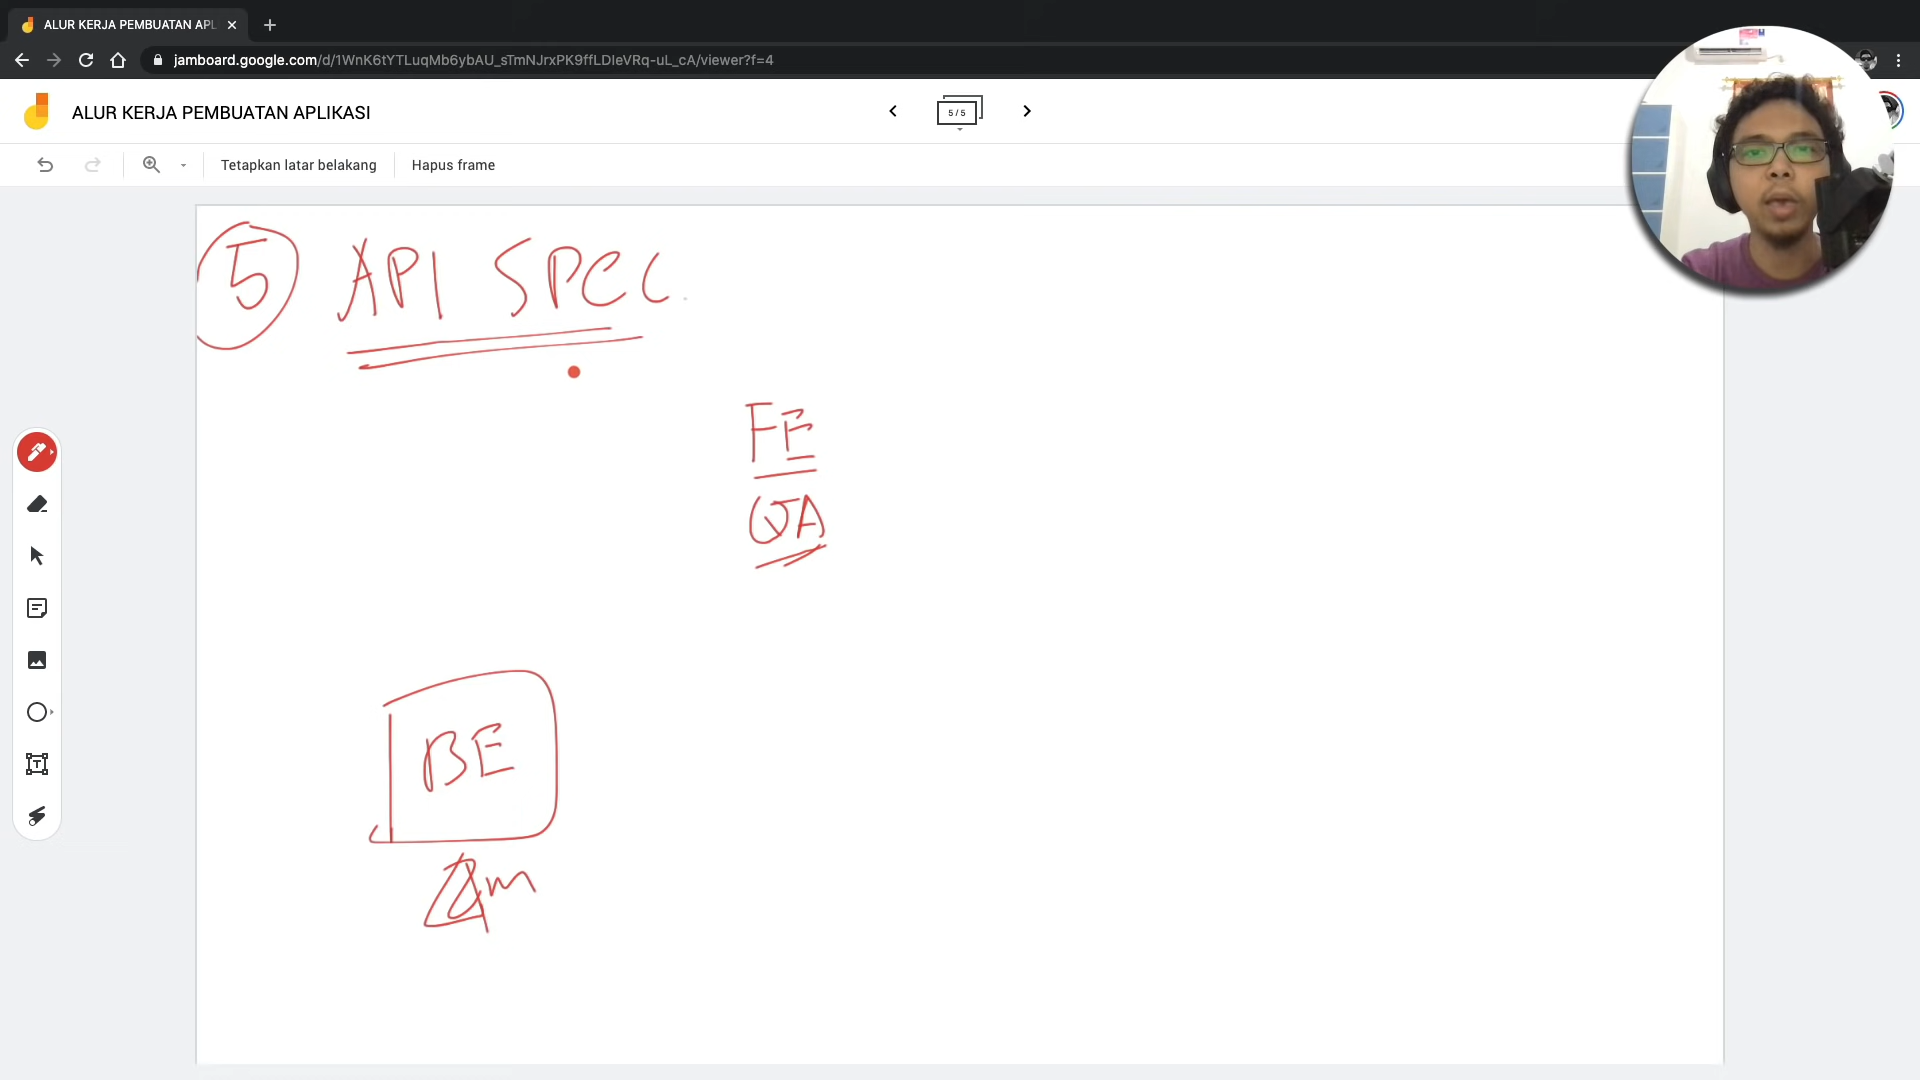 ALUR KERJA PEMBUATAN APL
jamboard.google.com/d/1WnK6tYTLuqMb6ybAU_sTmNJrxPK9ffLDIeVRq-uL_cA/viewer?f=4
ALUR KERJA PEMBUATAN APLIKASI
5 / 5
Tetapkan latar belakang
Hapus frame
5 API SPEC
FE
QA
BE